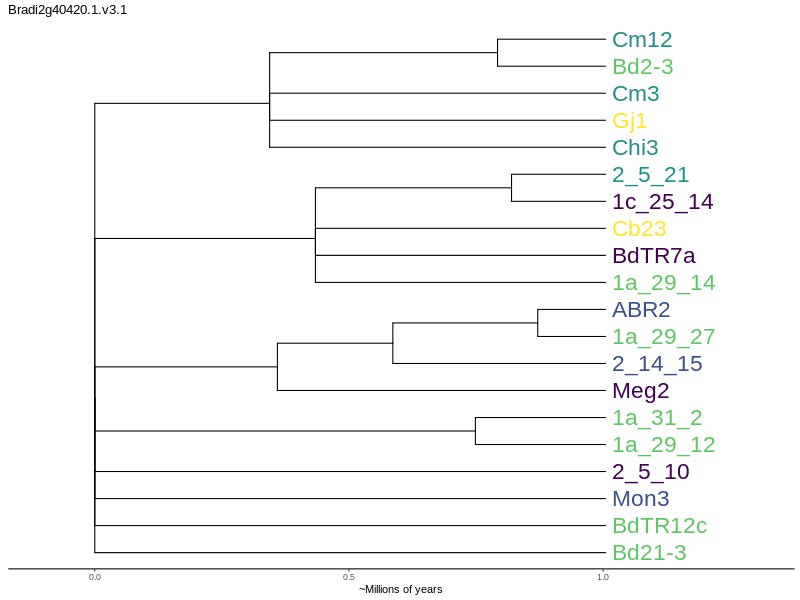 Bradi2g40420.1.v3.1
Cm12
Bd2-3
Cm3
Gj1
Chi3
2_5_21
1c_25_14
Cb23
BdTR7a
1a_29_14
ABR2
1a_29_27
2_14_15
Meg2
1a_31_2
1a_29_12
2_5_10
Mon3
BdTR12c
Bd21-3
0.0 0.5 1.0
~Millions of years